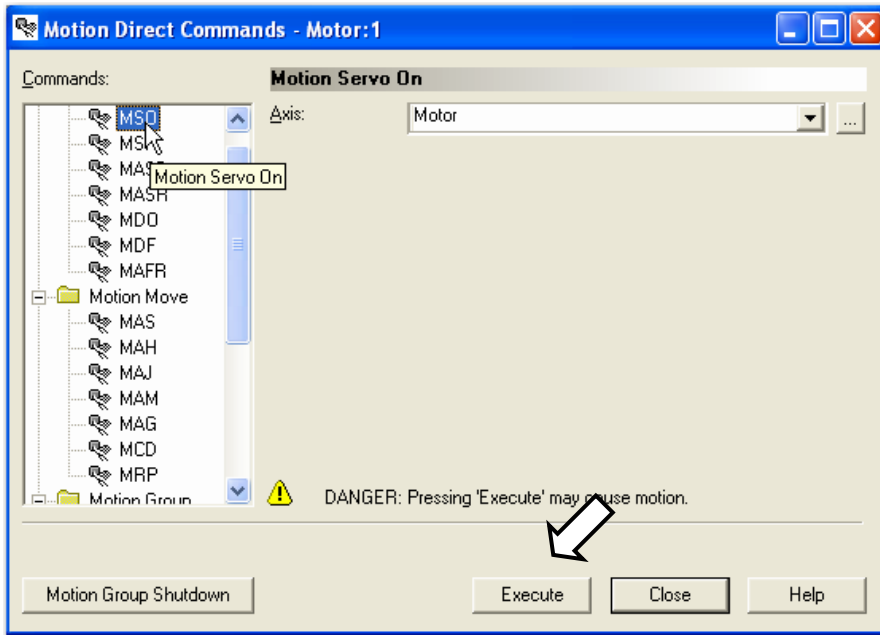 Motion Direct Commands - Motor:1
Commands:
Motion Servo On
MSO
Axis:
Motor
...
Motion Servo On
MASR
MDO
MDF
MAFR
Motion Move
MAS
MAH
MAJ
MAM
MAG
MCD
MRP
Motion Group
DANGER: Pressing 'Execute' may cause motion.
Motion Group Shutdown
Execute
Close
Help